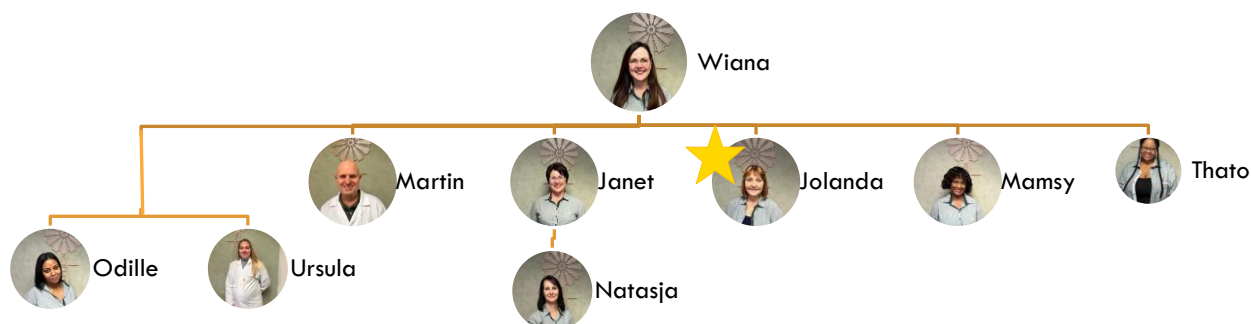 Wiana
Martin
Janet
Jolanda
Mamsy
Thato
Odille
Ursula
Natasja